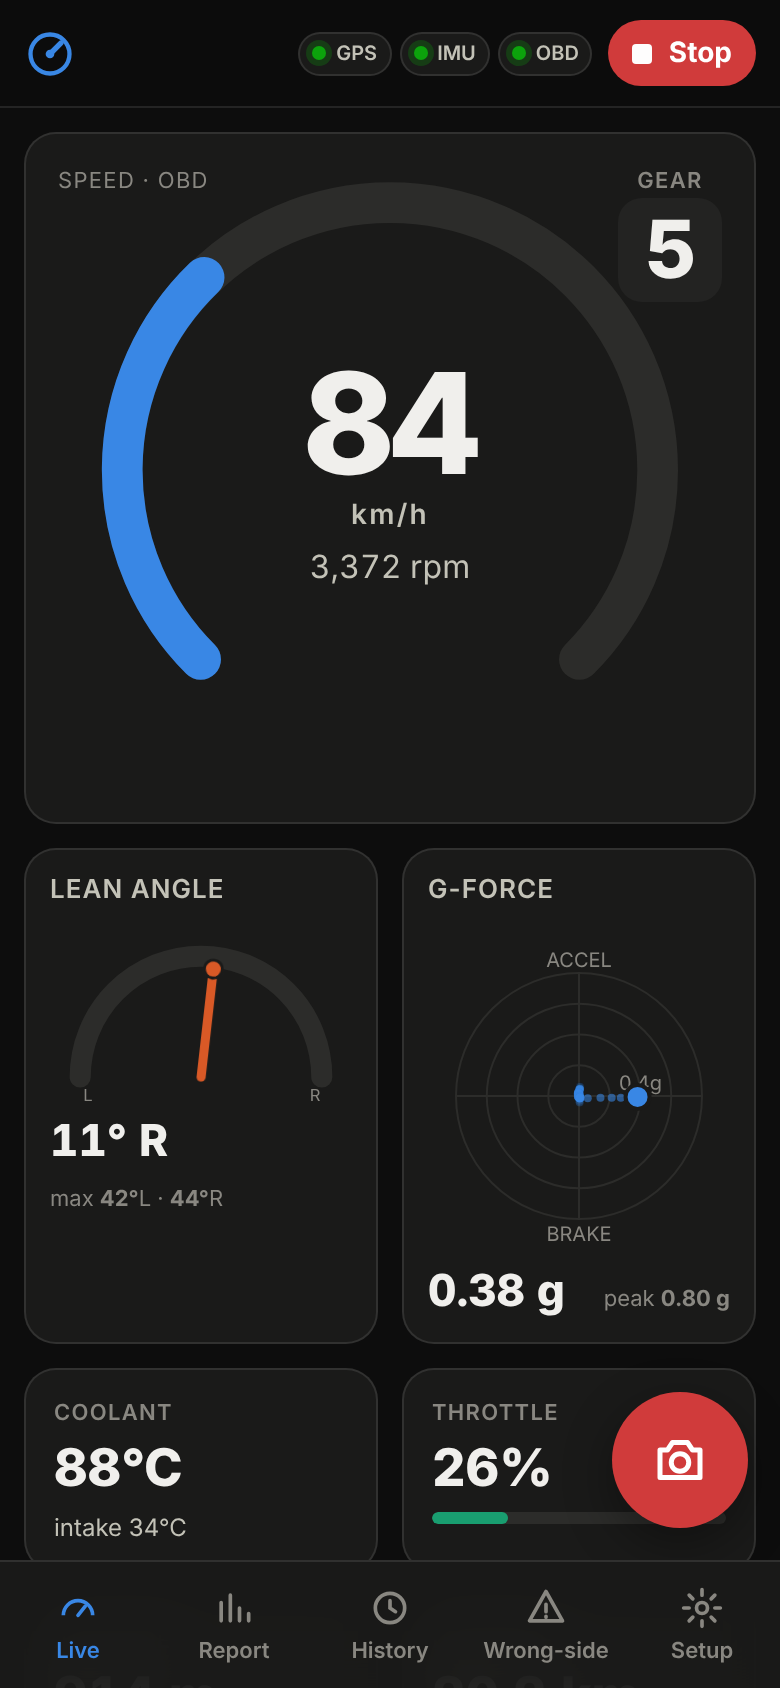 GPS
IMU
OBD
Stop
SPEED · OBD
GEAR
5
84
km/h
3,372 rpm
LEAN ANGLE
L
R
11° R
max 42°L · 44°R
G-FORCE
ACCEL
0.4g
BRAKE
0.38 g
peak 0.80 g
COOLANT
88°C
intake 34°C
THROTTLE
26%
Live
Report
History
Wrong-side
Setup